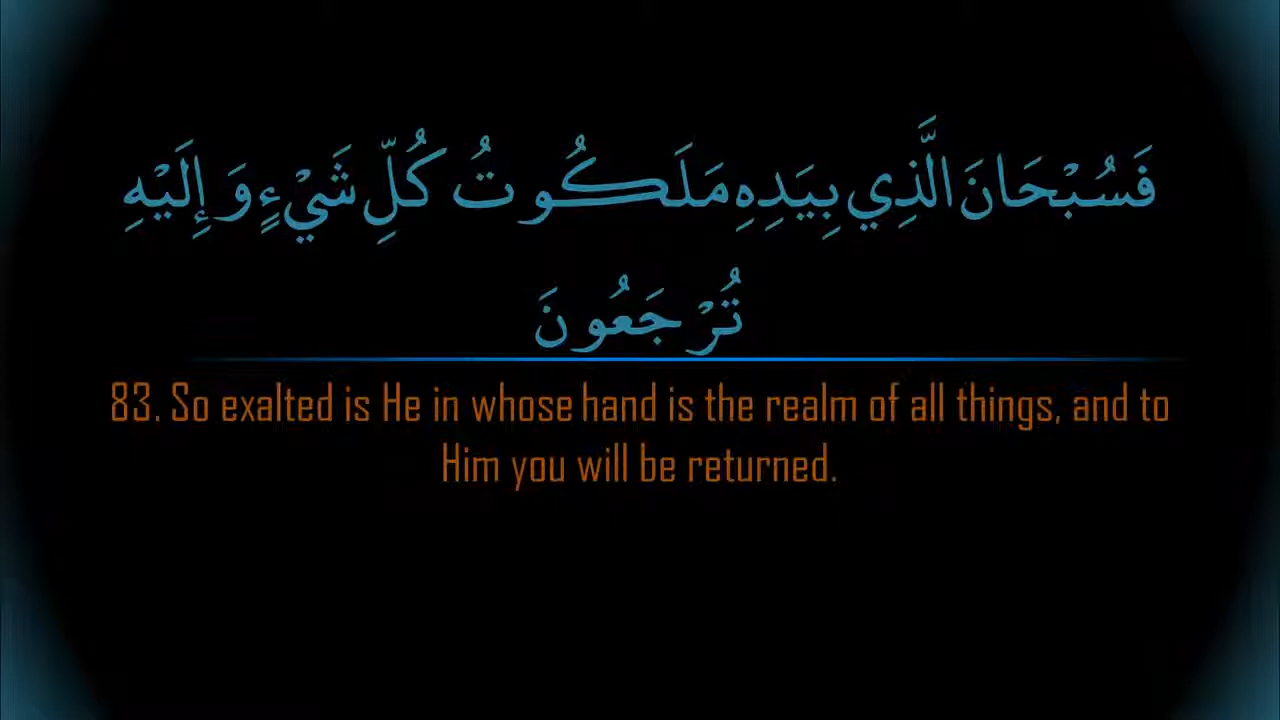 فَسُبْحَانَ الَّذِي بِيَدِهِ مَلَكُوتُ كُلِّ شَيْءٍ وَإِلَيْهِ
تُرْجَعُونَ
83. So exalted is He in whose hand is the realm of all things, and to
Him you will be returned.